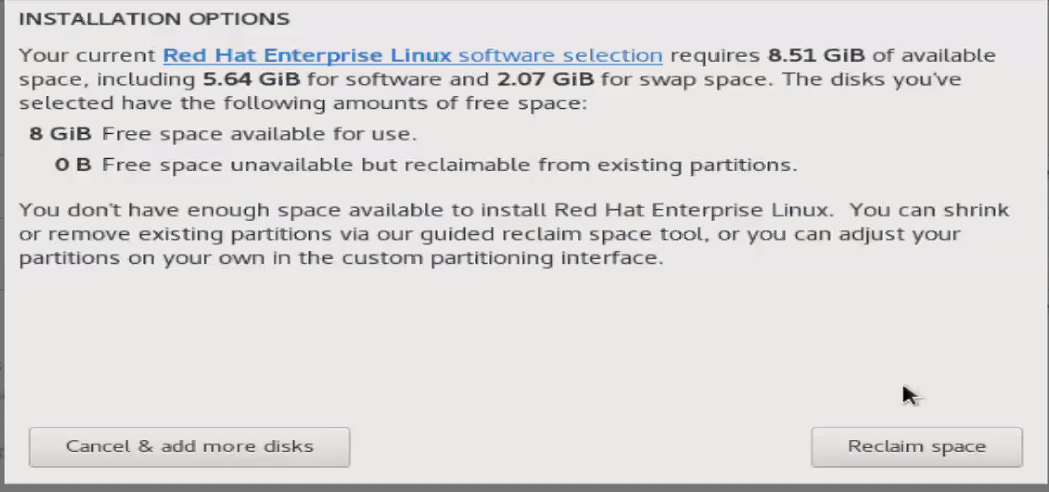 INSTALLATION OPTIONS
Your current Red Hat Enterprise Linux software selection requires 8.51 GiB of available
space, including 5.64 GiB for software and 2.07 GiB for swap space. The disks you've
selected have the following amounts of free space:
8 GiB Free space available for use.
0 B Free space unavailable but reclaimable from existing partitions.
You don't have enough space available to install Red Hat Enterprise Linux. You can shrink
or remove existing partitions via our guided reclaim space tool, or you can adjust your
partitions on your own in the custom partitioning interface.
Cancel & add more disks
Reclaim space